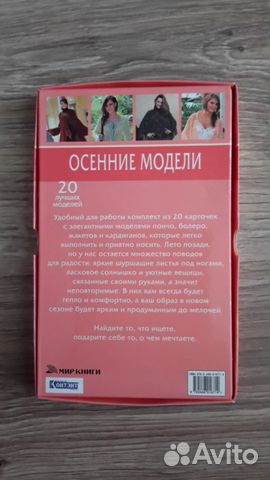 ОСЕННИЕ МОДЕЛИ
20
лучших
моделей
Удобный для работы комплект из 20 карточек
с элегантными моделями пончо, болеро,
жакетов и кардиганов, которые легко
выполнить и приятно носить. Лето позади,
но у нас остается множество поводов
для радости: яркие шуршащие листья под ногами,
ласковое солнышко и уютные вещицы,
связанные своими руками, а значит
неповторимые. В них вам всегда будет
тепло и комфортно, а ваш образ в новом
сезоне будет ярким и продуманным до мелочей.
Найдите то, что ищете,
подарите себе то, о чем мечтаете.
МИР КНИГИ
КОНТЭНТ
Avito